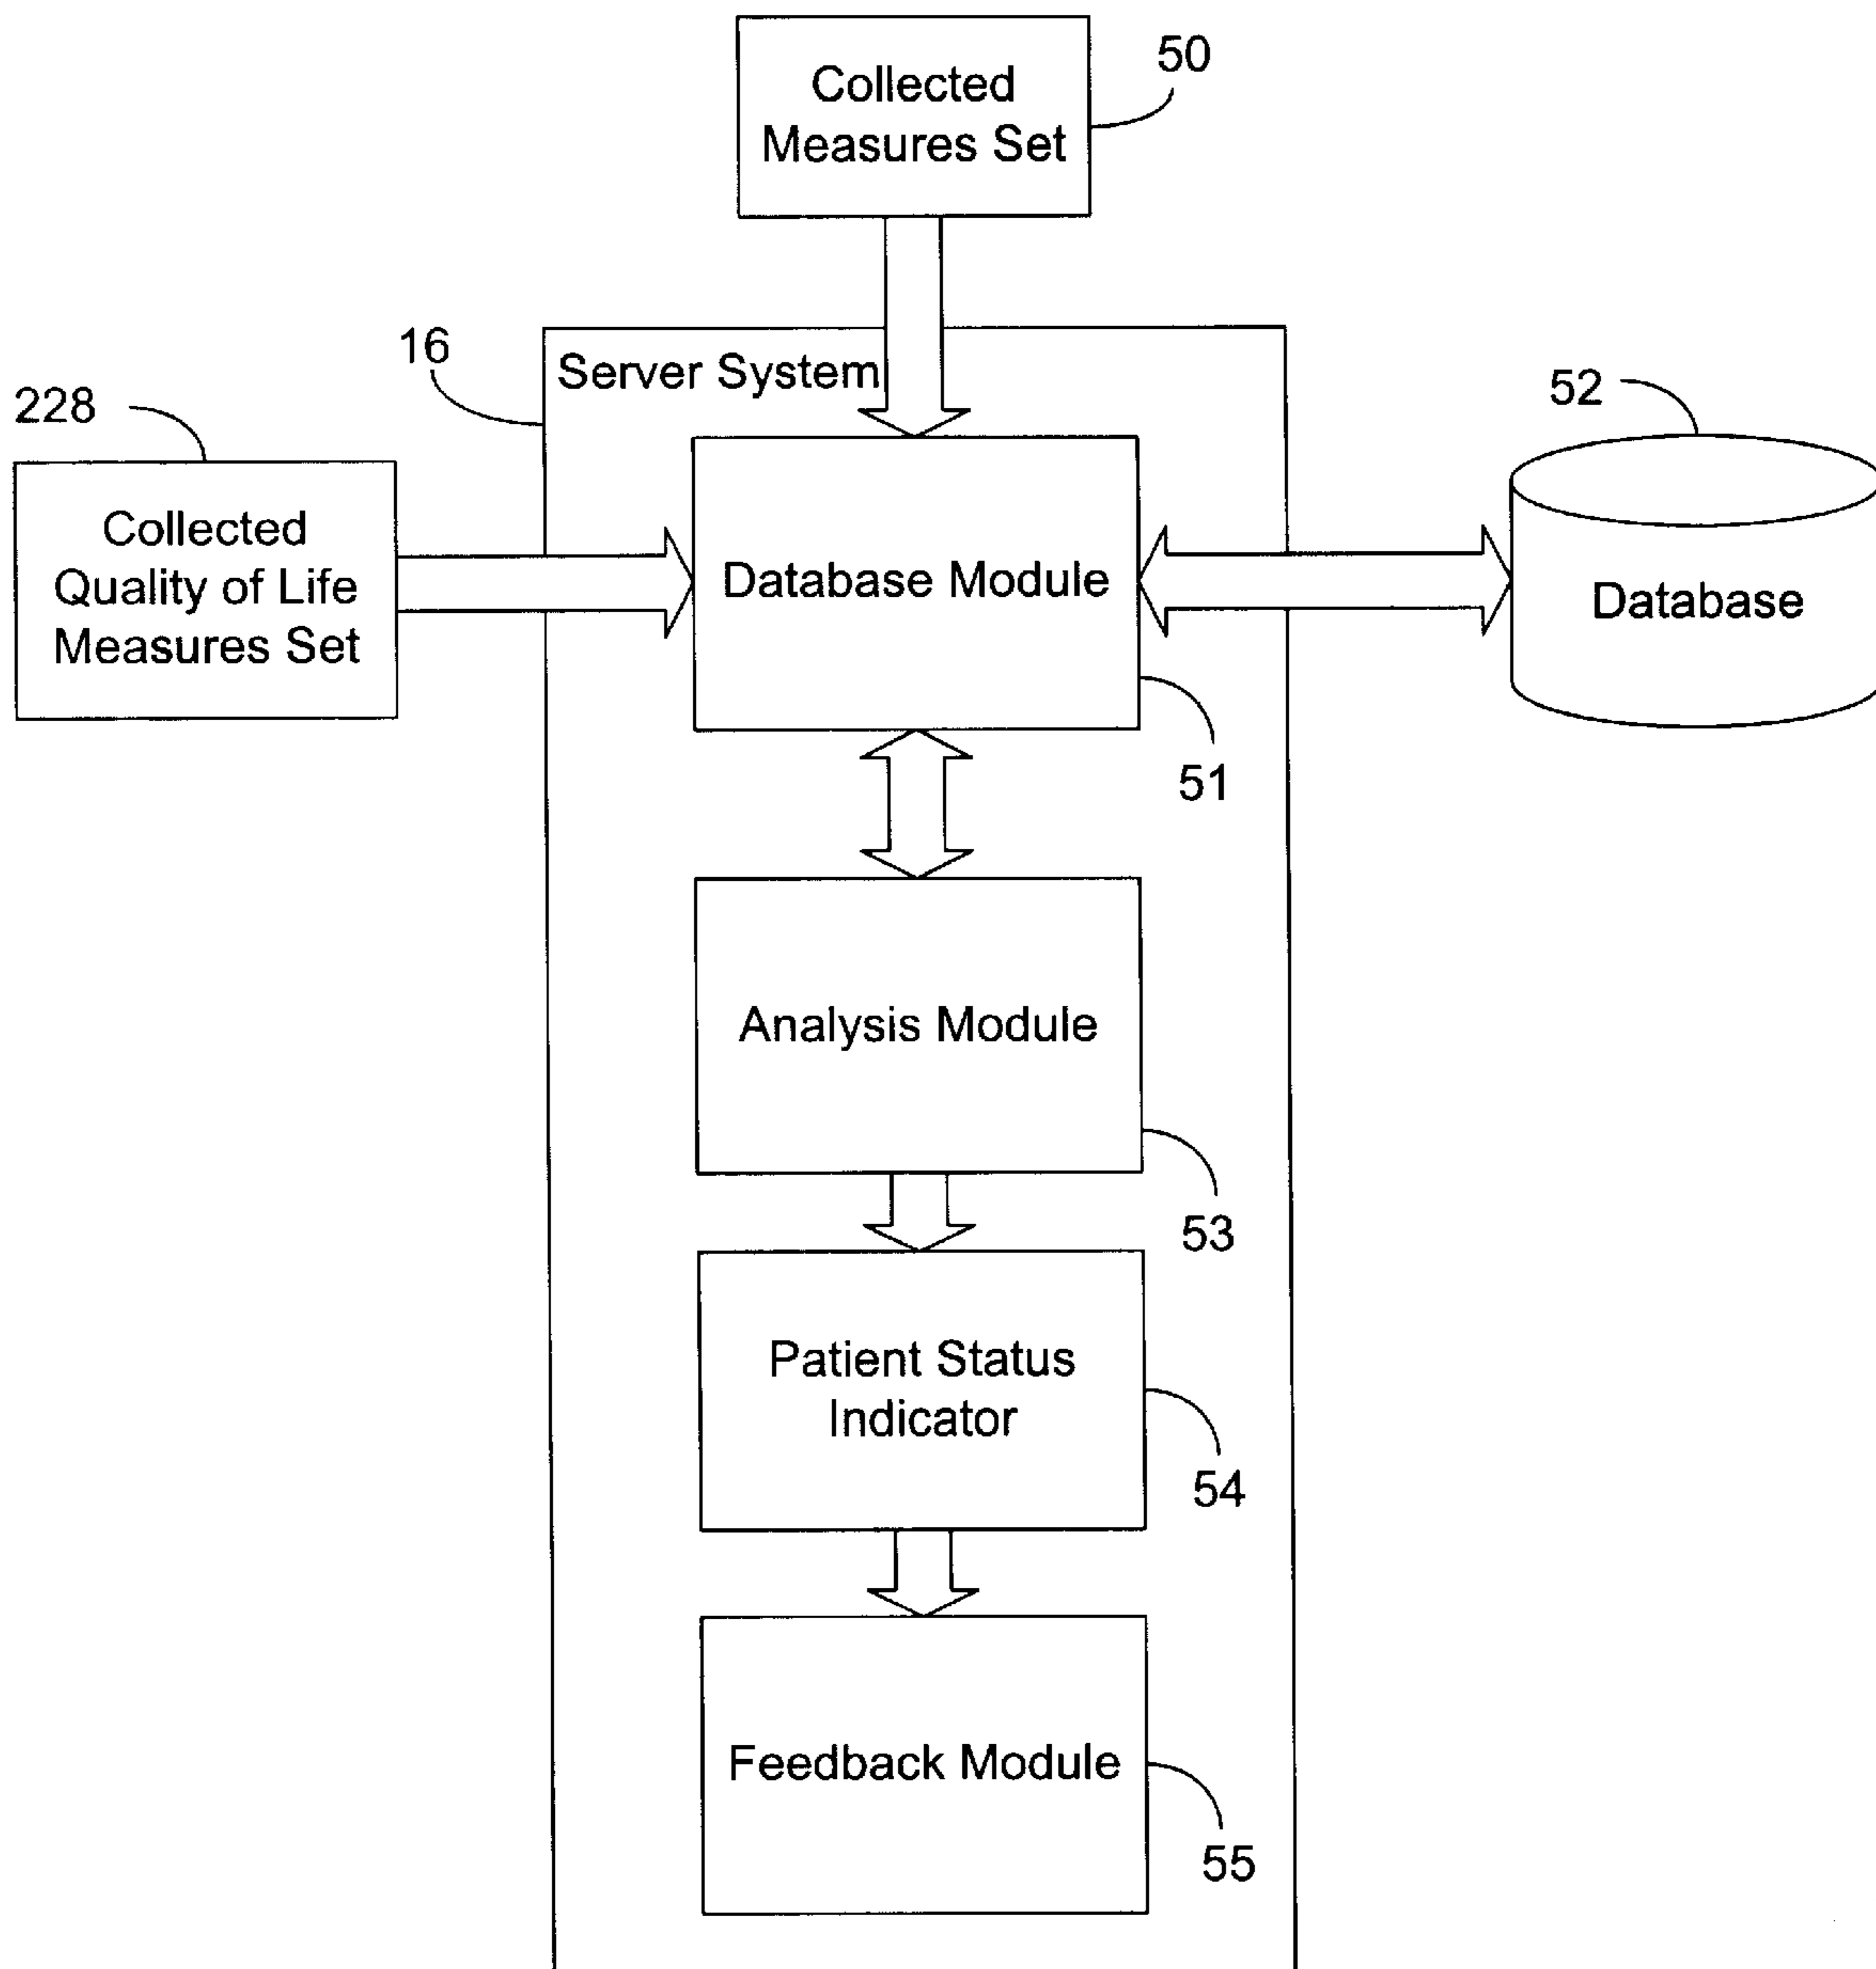 Collected
Measures Set
50
16
Server System
228
52
Collected
Quality of Life
Measures Set
Database Module
Database
51
Analysis Module
53
Patient Status
Indicator
54
Feedback Module
55